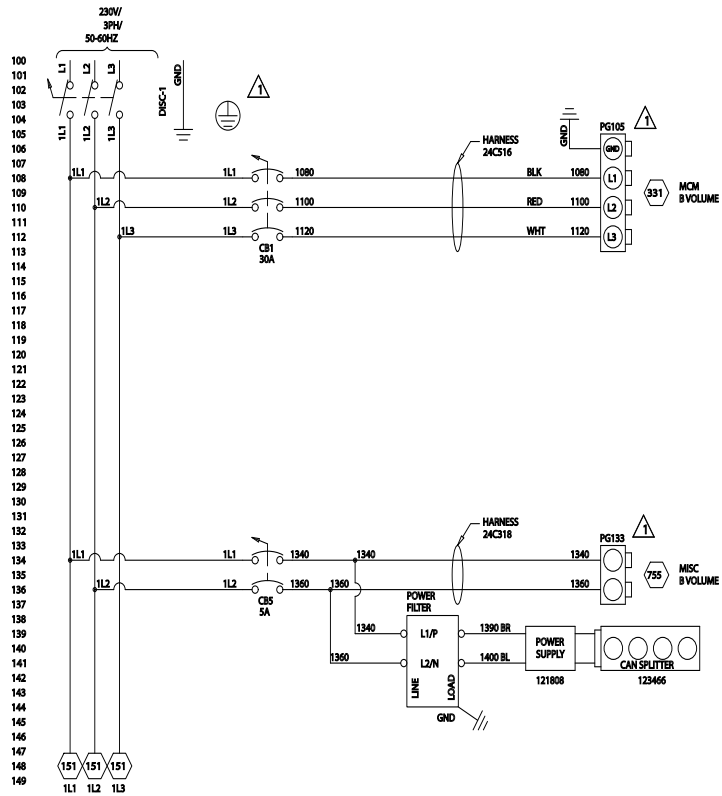 230V/
3PH/
50-60HZ
100
101 L1 L2 L3 GND
102 DISC-1 1
103
104
105 1L1 1L2 1L3 HARNESS GND PG105 1
106 24C516 GND
107
108 1L1 1L1 1080 BLK 1080 L1
109 331 MCM
110 1L2 1L2 1100 RED 1100 L2 B VOLUME
111
112 1L3 1L3 1120 WHT 1120 L3
113 CB1
114 30A
115
116
117
118
119
120
121
122
123
124
125
126
127
128
129
130
131
132 HARNESS 1
133 24C318 PG133
134 1L1 1L1 1340 1340 1340
135 755 MISC
136 1L2 1L2 1360 1360 1360 B VOLUME
137 CB5 POWER
138 5A FILTER
139 1340 L1/P 1390 BR
140 POWER
SUPPLY
141 1360 L2/N 1400 BL CAN SPLITTER
142 121808 123466
143 LINE LOAD
144
145 GND
146
147
148 151 151 151
149 1L1 1L2 1L3